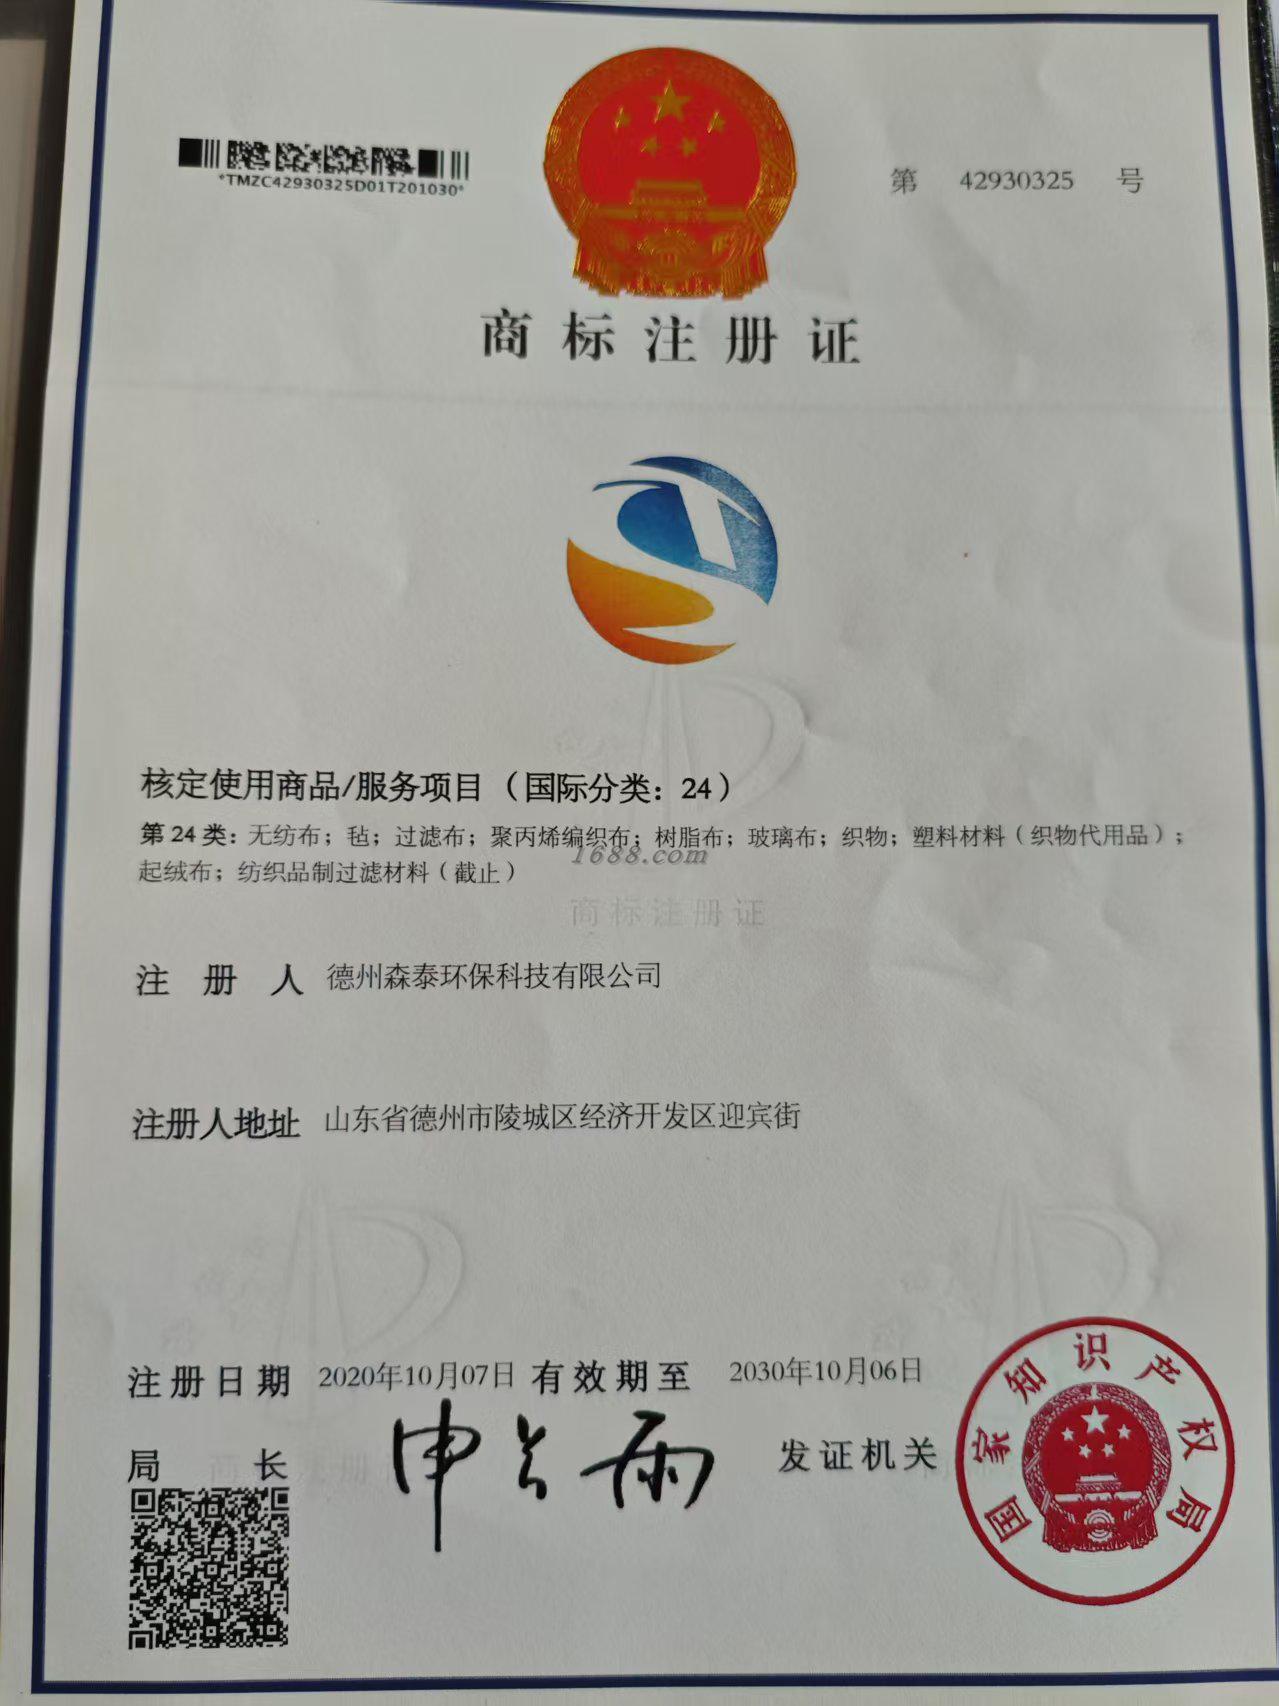 *TMZC42930325D01T201030*
第 42930325 号
商标注册证
核定使用商品/服务项目（国际分类：24）
第 24 类：无纺布；毡；过滤布；聚丙烯编织布；树脂布；玻璃布；织物；塑料材料（织物代用品）；
起绒布；纺织品制过滤材料（截止）
1688.com
商标注册证
注册人 德州森泰环保科技有限公司
注册人地址 山东省德州市陵城区经济开发区迎宾街
注册日期 2020年10月07日 有效期至 2030年10月06日
局长 申长雨 发证机关
国家知识产权局